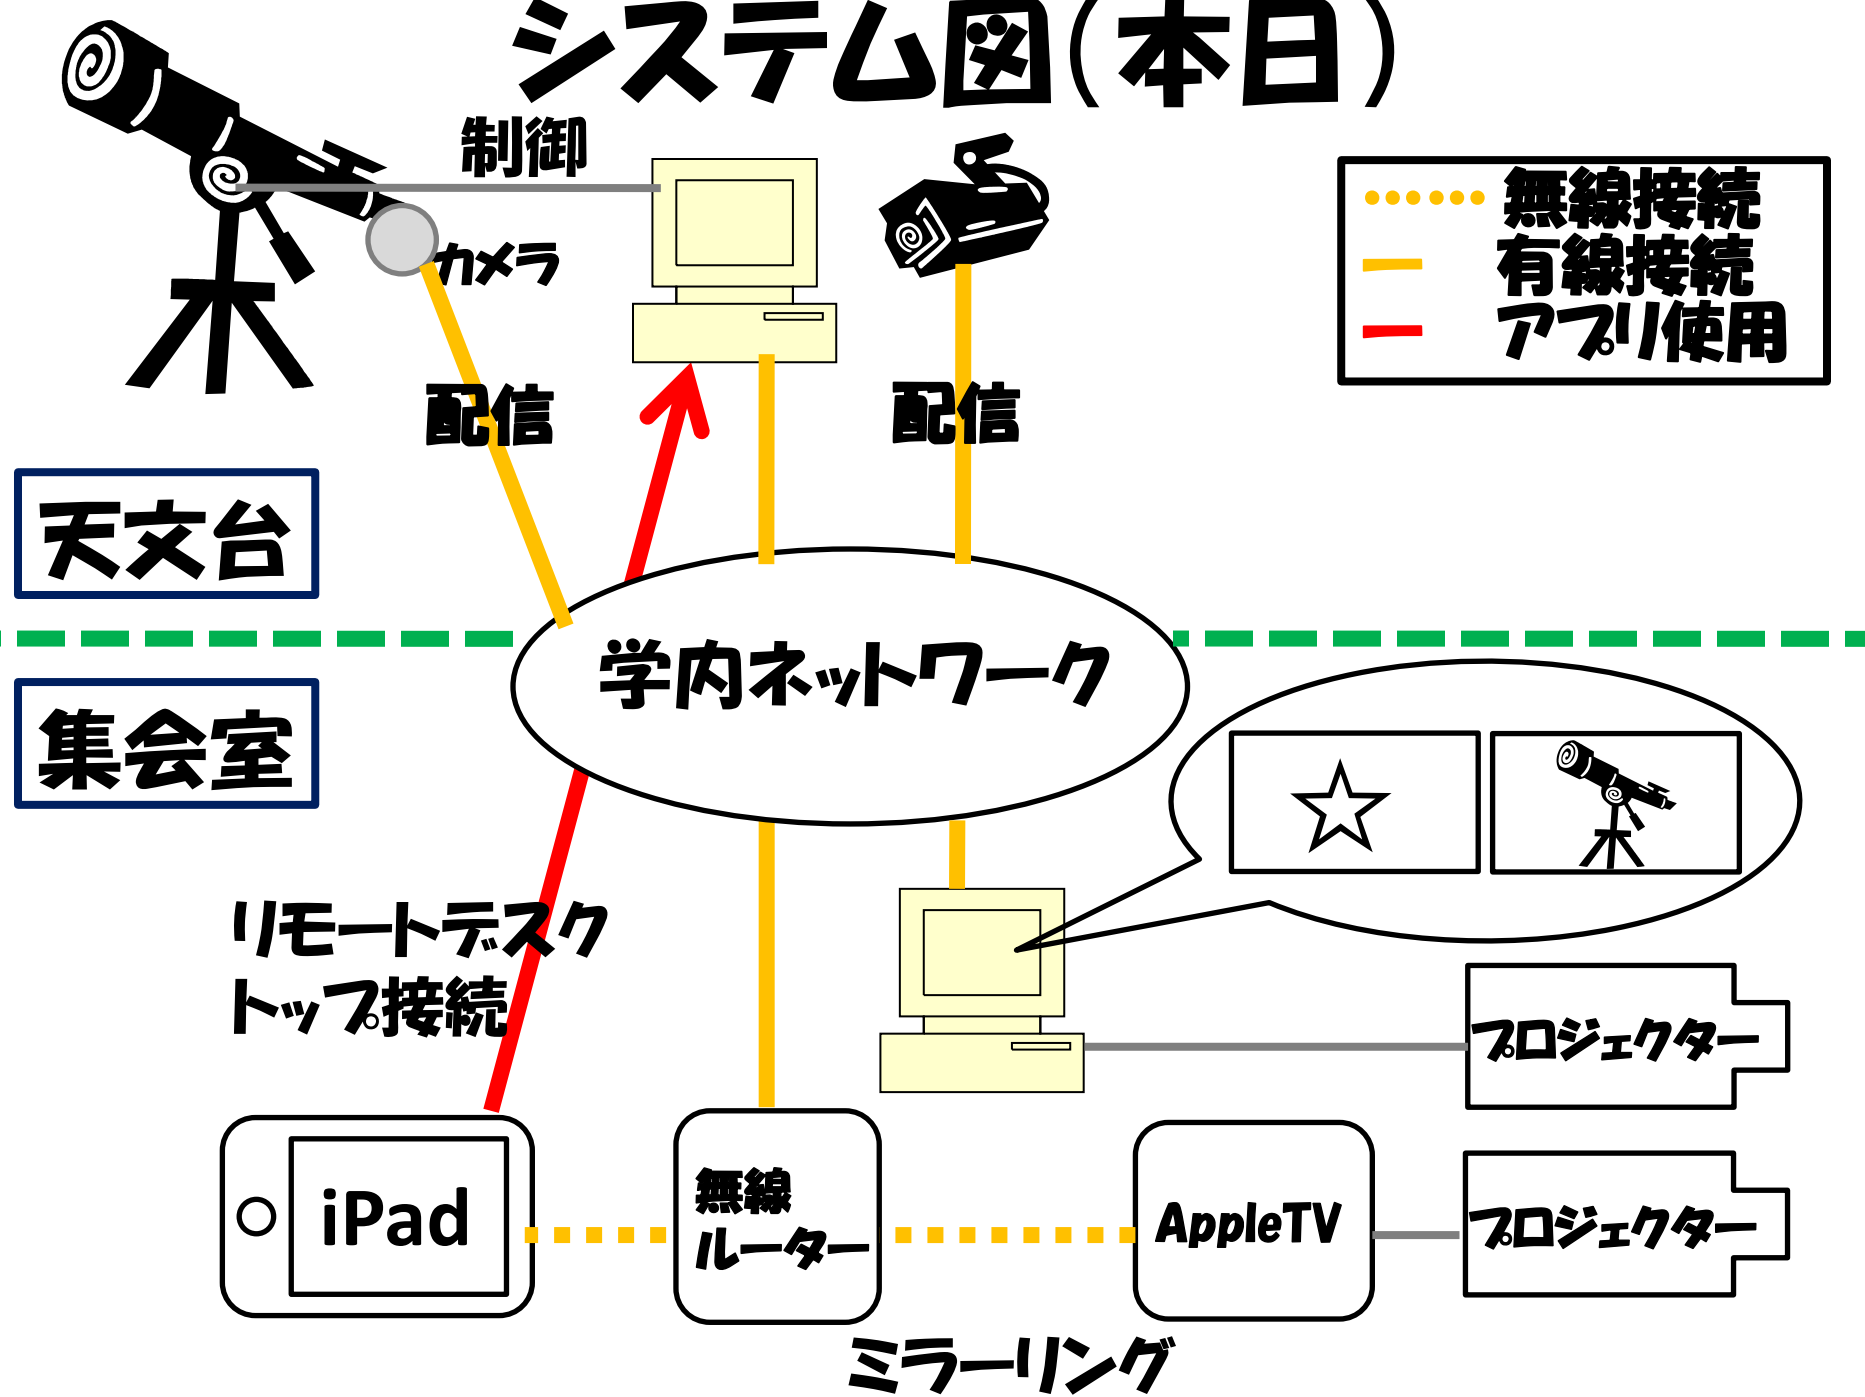 システム図(本日)
制御
カメラ
無線接続
有線接続
アプリ使用
配信
配信
天文台
学内ネットワーク
集会室
リモートデスク
トップ接続
プロジェクター
iPad
無線
ルーター
AppleTV
プロジェクター
ミラーリング